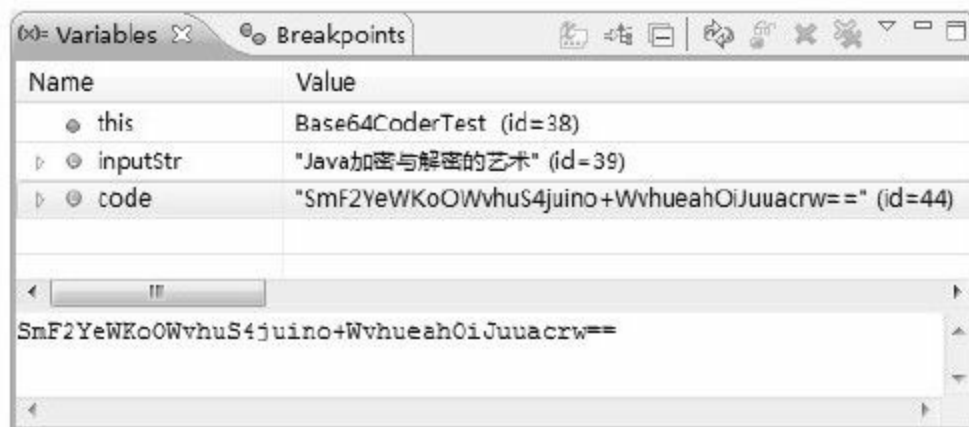 Variables Breakpoints
Name Value
this Base64CoderTest (id=38)
inputStr "Java加密与解密的艺术" (id=39)
code "SmF2YeWKoOWvhuS4juino+WvhueahOiJuuacrw==" (id=44)
SmF2YeWKoOWvhuS4juino+WvhueahOiJuuacrw==